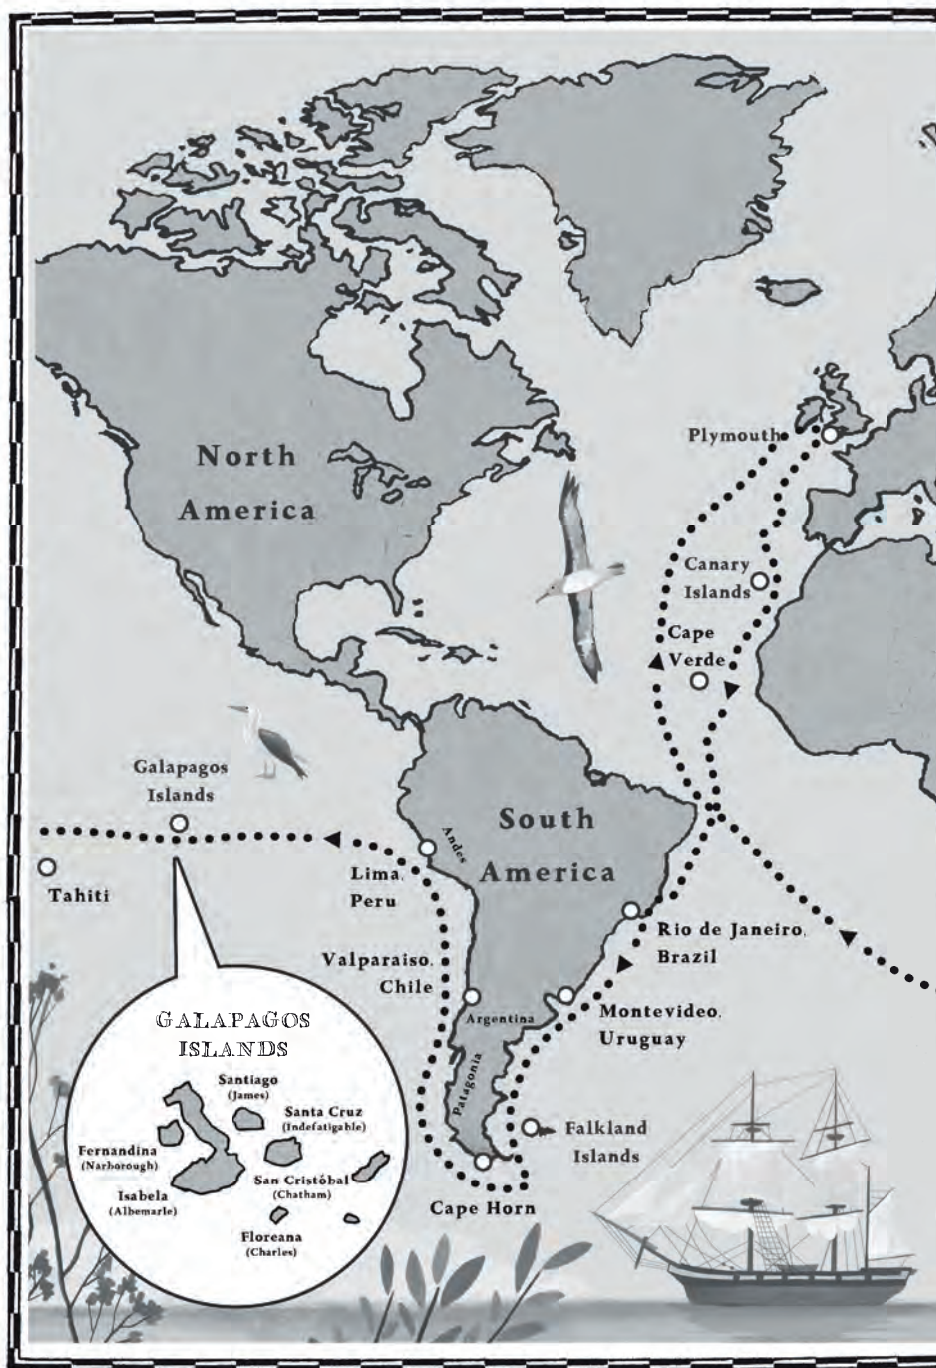 North
America
Plymouth
Canary
Islands
Cape
Verde
Galapagos
Islands
South
America
Andes
Lima,
Peru
Tahiti
Rio de Janeiro,
Brazil
Valparaiso,
Chile
Argentina
Montevideo,
Uruguay
Patagonia
Falkland
Islands
Cape Horn
GALAPAGOS
ISLANDS
Santiago
(James)
Santa Cruz
(Indefatigable)
Fernandina
(Narborough)
San Cristóbal
(Chatham)
Isabela
(Albemarle)
Floreana
(Charles)